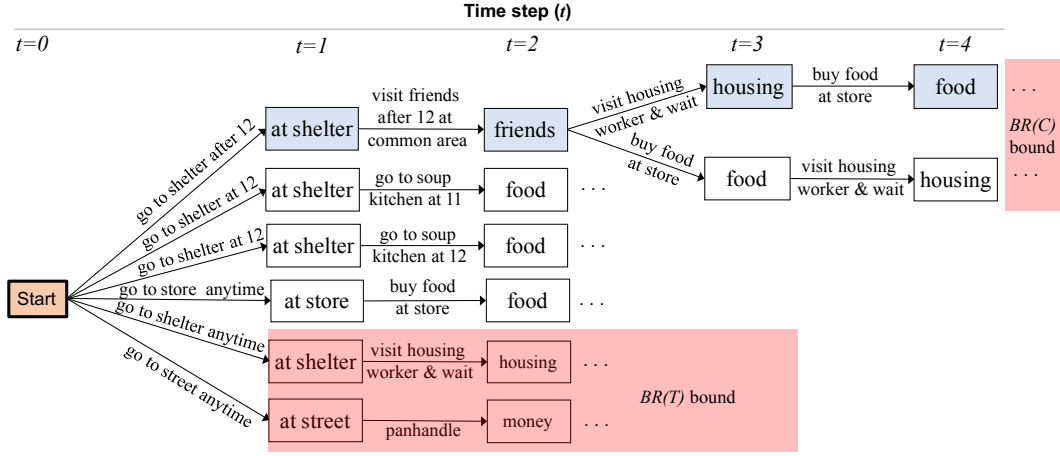 Time step (t)
t=0
t=1
t=2
t=3
t=4
Start
go to shelter after 12
at shelter
visit friends
after 12 at
common area
friends
visit housing
worker & wait
housing
buy food
at store
food
. . .
buy food
at store
food
visit housing
worker & wait
housing
. . .
BR(C)
bound
go to shelter at 12
at shelter
go to soup
kitchen at 11
food
. . .
go to shelter at 12
at shelter
go to soup
kitchen at 12
food
. . .
go to store anytime
at store
buy food
at store
food
. . .
go to shelter anytime
at shelter
visit housing
worker & wait
housing
. . .
go to street anytime
at street
panhandle
money
. . .
BR(T) bound